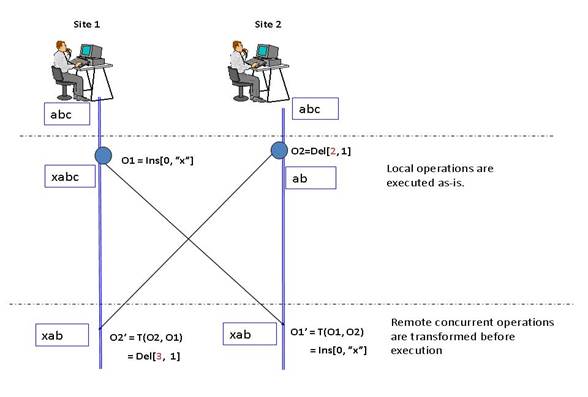 Site 1
Site 2
abc
abc
O1 = Ins[0, "x"]
O2=Del[2, 1]
xabc
ab
Local operations are
executed as-is.
xab
O2' = T(O2, O1)
= Del[3, 1]
xab
O1' = T(O1, O2)
= Ins[0, "x"]
Remote concurrent operations
are transformed before
execution